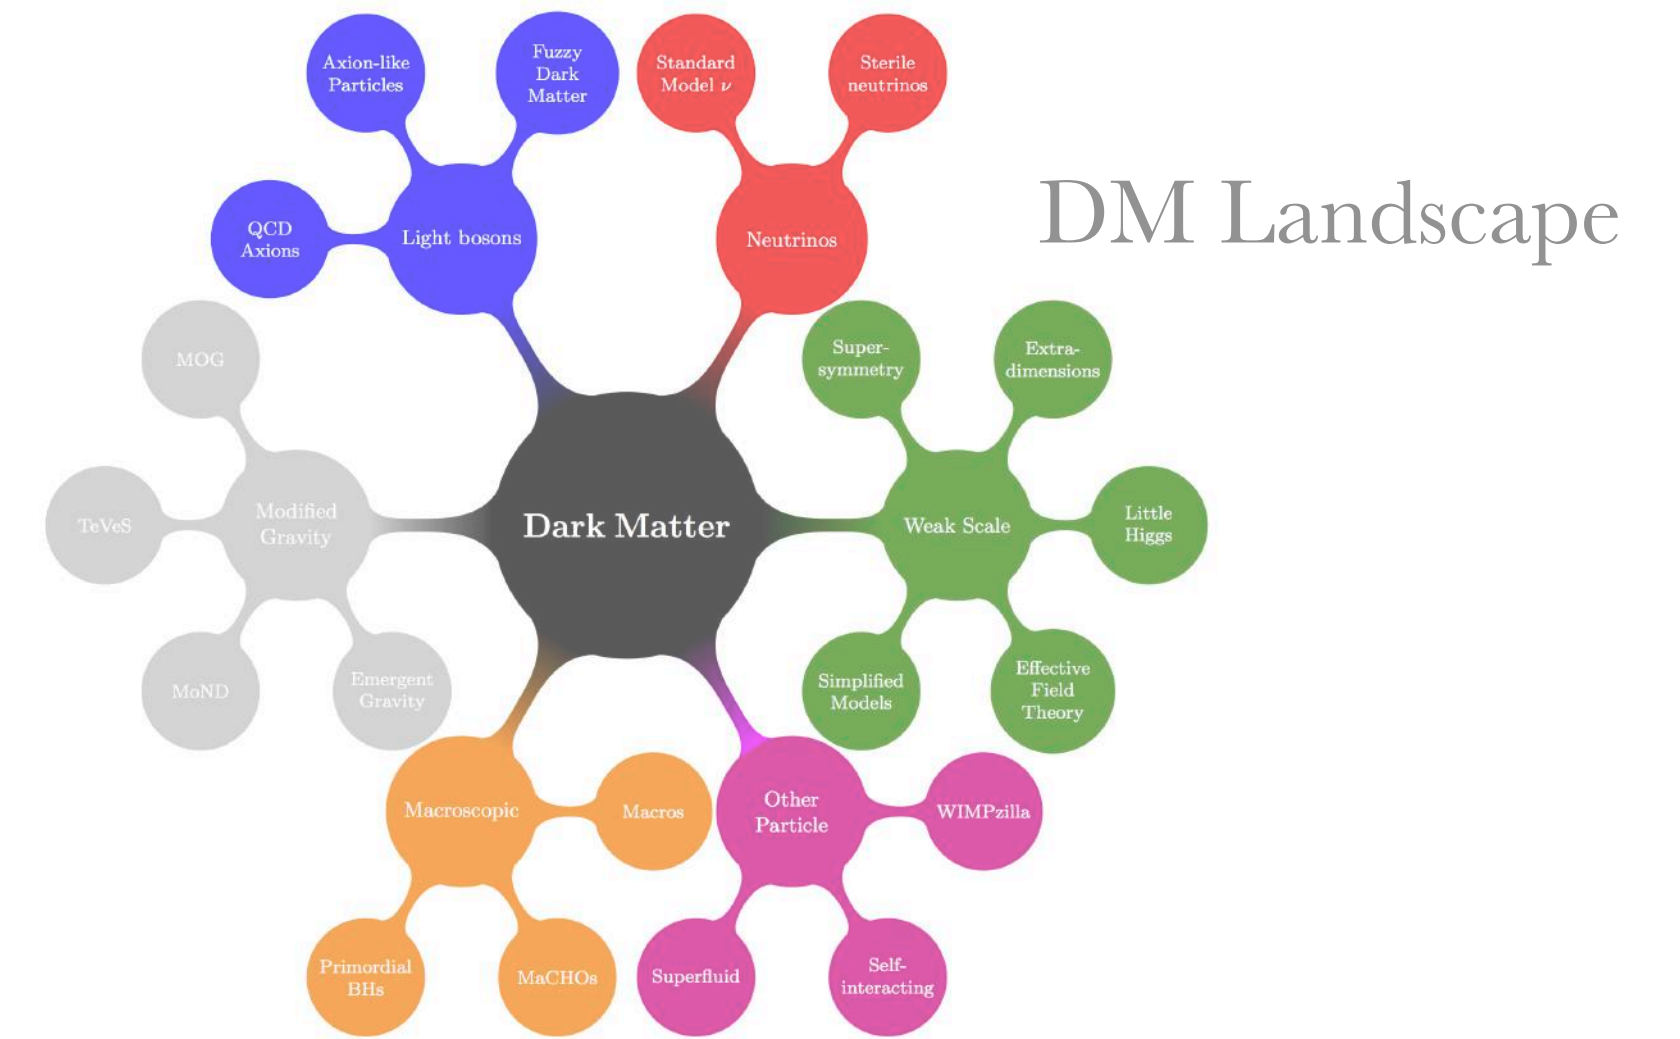 Axion-like
Particles
Fuzzy
Dark
Matter
Standard
Model ν
Sterile
neutrinos
QCD
Axions
Light bosons
Neutrinos
DM Landscape
MOG
Super-
symmetry
Extra-
dimensions
TeVeS
Modified
Gravity
Dark Matter
Weak Scale
Little
Higgs
MoND
Emergent
Gravity
Simplified
Models
Effective
Field
Theory
Macroscopic
Macros
Other
Particle
WIMPzilla
Primordial
BHs
MaCHOs
Superfluid
Self-
interacting